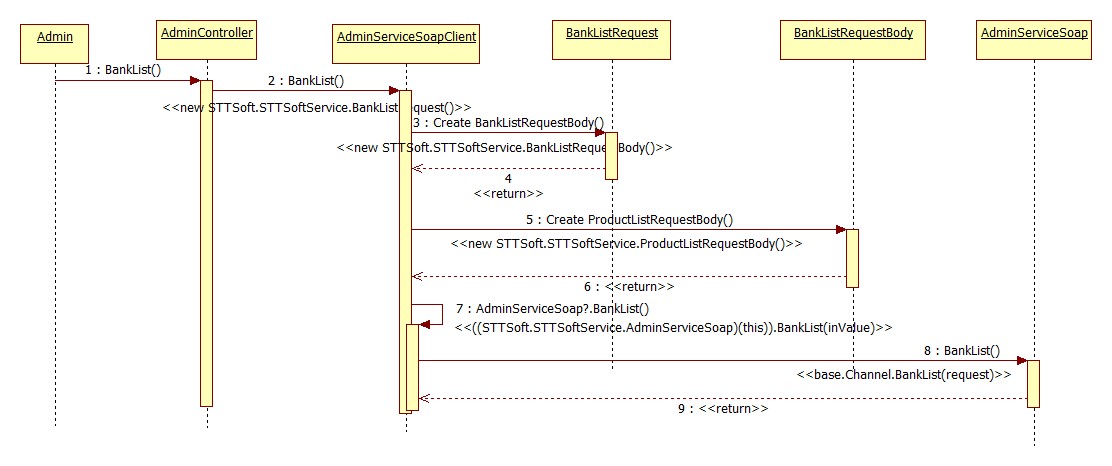 Admin
AdminController
AdminServiceSoapClient
BankListRequest
BankListRequestBody
AdminServiceSoap
1 : BankList()
2 : BankList()
<<new STTSoft.STTSoftService.BankListRequest()>>
3 : Create BankListRequestBody()
<<new STTSoft.STTSoftService.BankListRequestBody()>>
4
<<return>>
5 : Create ProductListRequestBody()
<<new STTSoft.STTSoftService.ProductListRequestBody()>>
6 : <<return>>
7 : AdminServiceSoap?.BankList()
<<((STTSoft.STTSoftService.AdminServiceSoap)(this)).BankList(inValue)>>
8 : BankList()
<<base.Channel.BankList(request)>>
9 : <<return>>